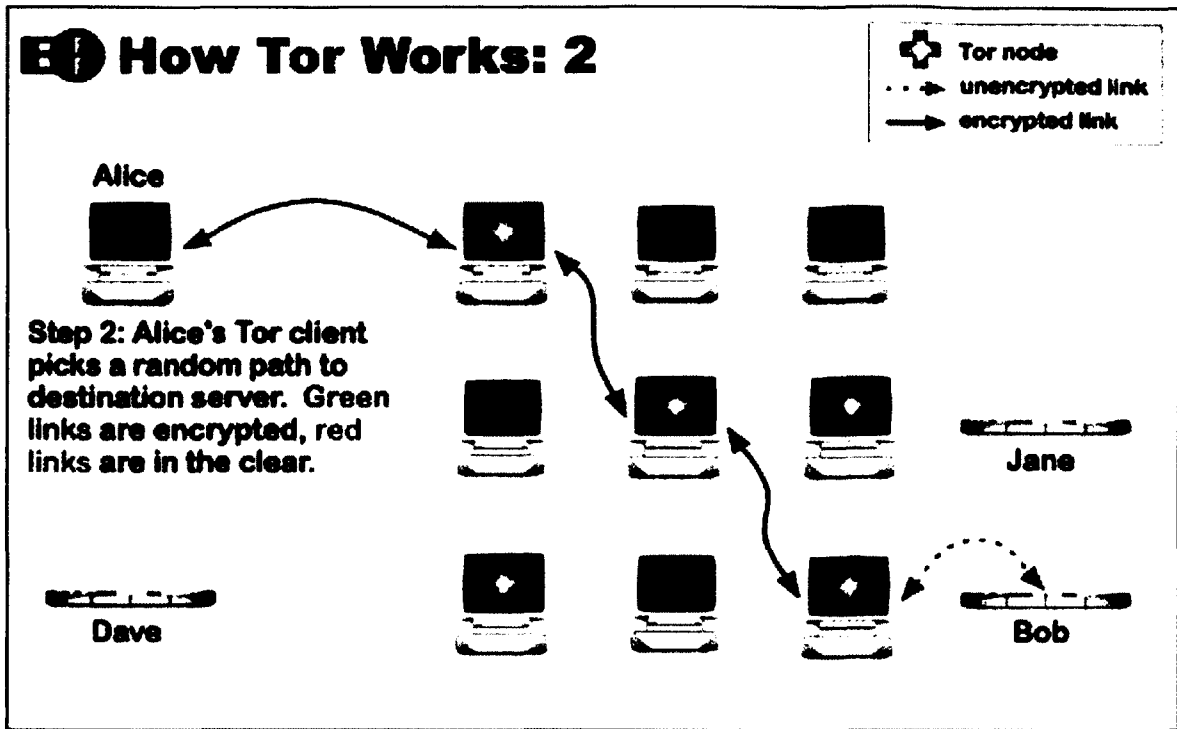 EFF How Tor Works: 2
Tor node
unencrypted link
encrypted link
Alice
Step 2: Alice's Tor client
picks a random path to
destination server. Green
links are encrypted, red
links are in the clear.
Jane
Dave
Bob